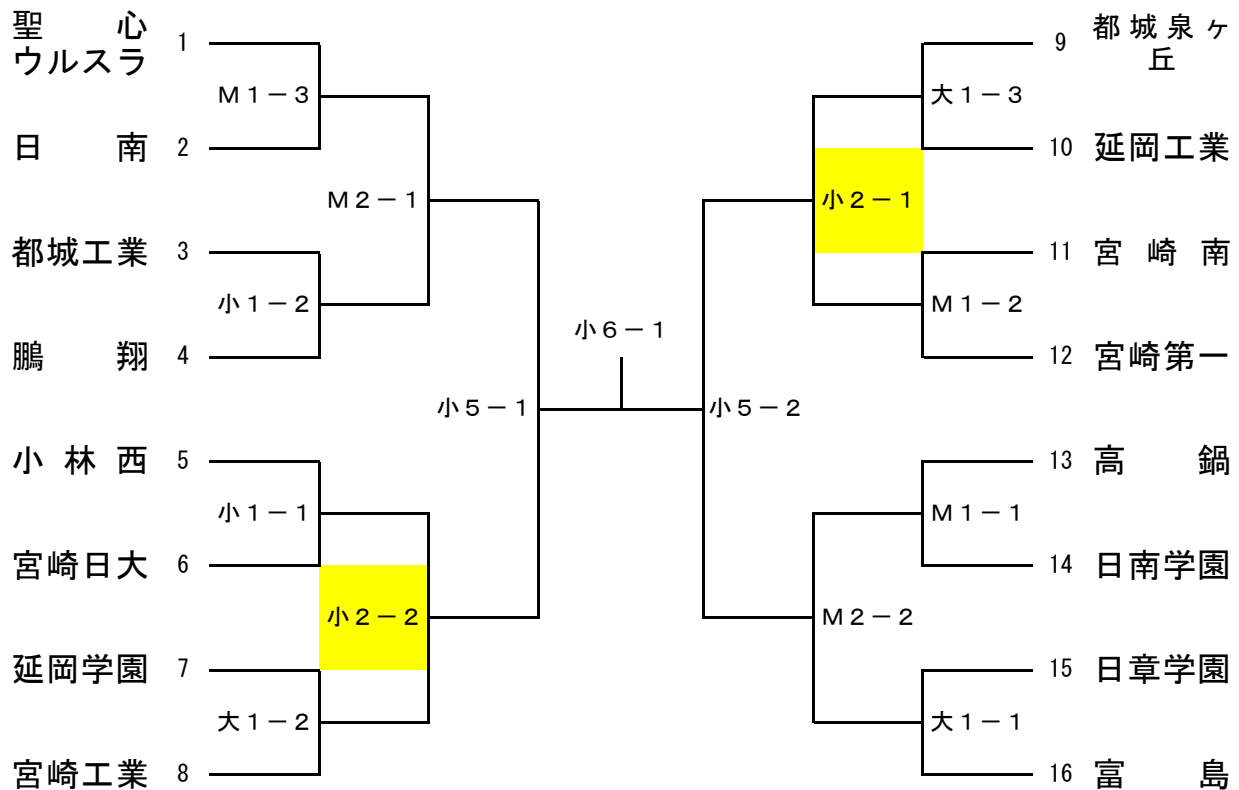 聖心
ウルスラ
1
M1-3
日南
2
M2-1
都城工業
3
小1-2
鵬翔
4
小5-1
小林西
5
小1-1
宮崎日大
6
小2-2
延岡学園
7
大1-2
宮崎工業
8
小6-1
9
都城泉ヶ
丘
大1-3
10
延岡工業
小2-1
11
宮崎南
M1-2
12
宮崎第一
小5-2
13
高鍋
M1-1
14
日南学園
M2-2
15
日章学園
大1-1
16
富島